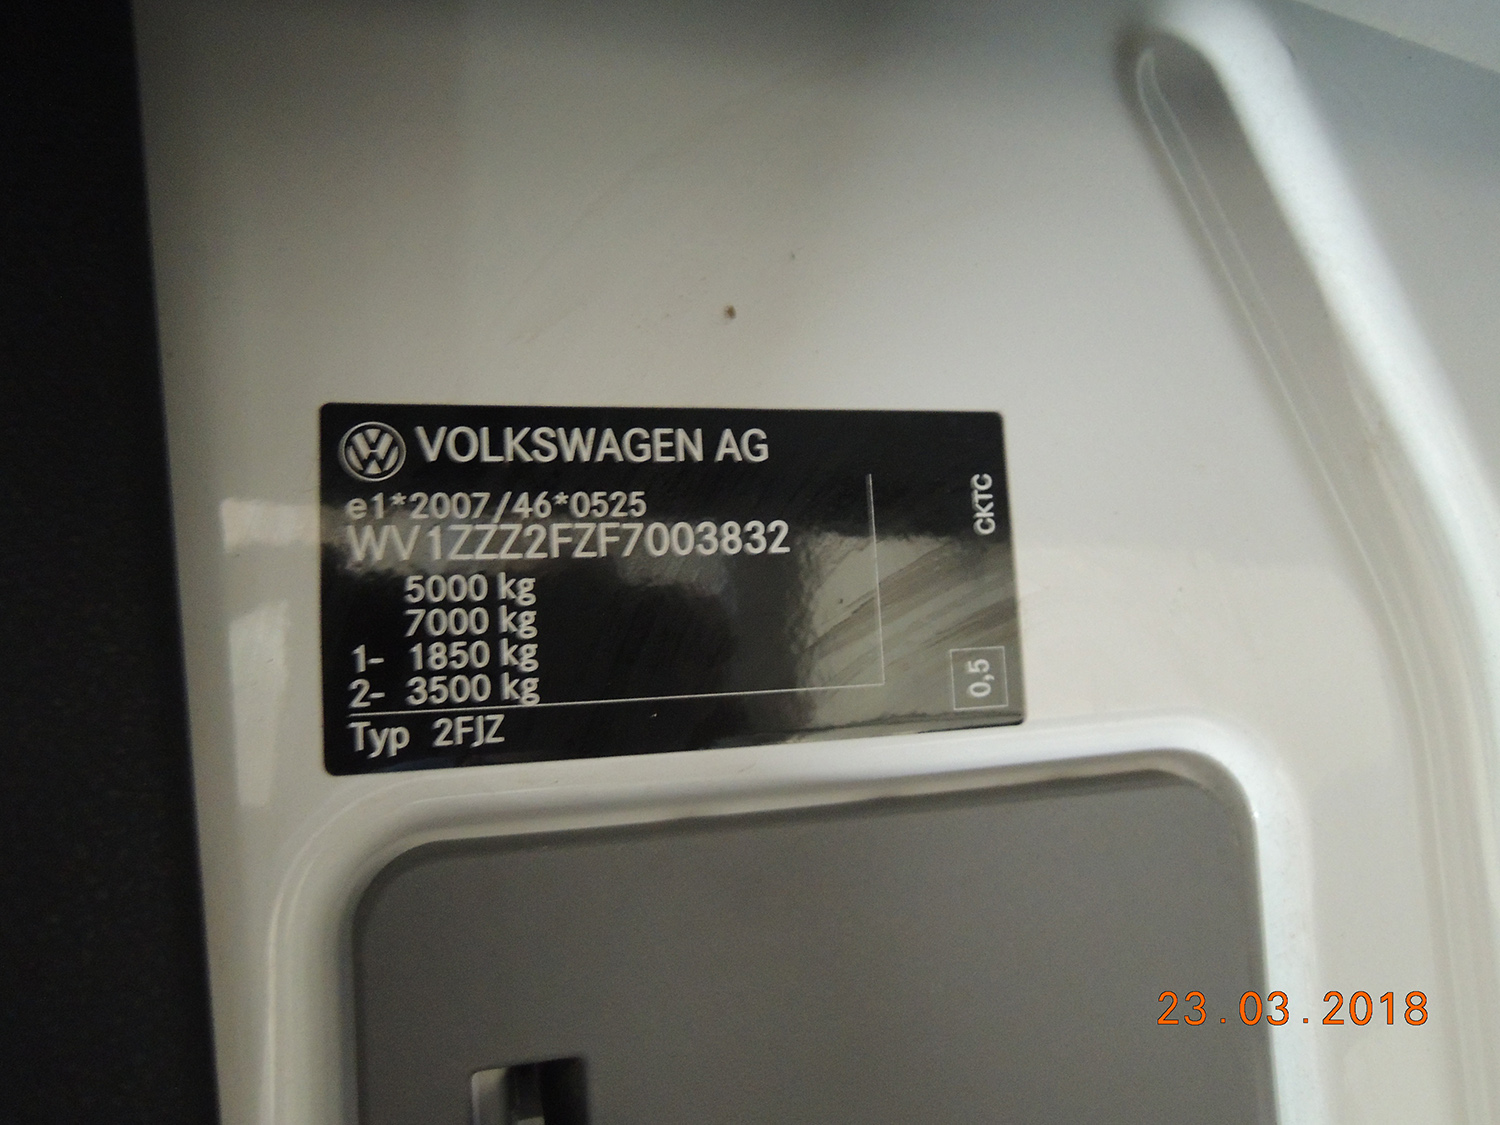 VOLKSWAGEN AG
e1*2007/46*0525
WV1ZZZ2FZF7003832
5000 kg
7000 kg
1- 1850 kg
2- 3500 kg
Typ 2FJZ
CKTC
0,5
23.03.2018